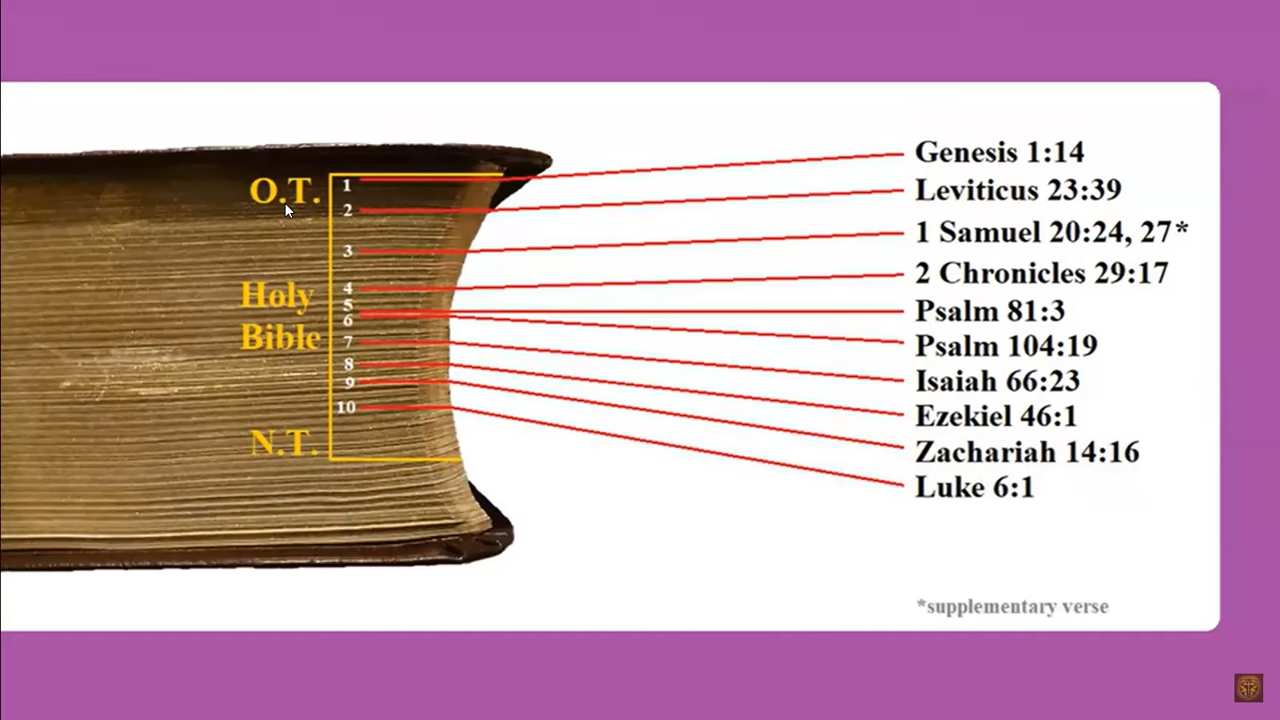 O.T.
Holy
Bible
N.T.
1
2
3
4
5
6
7
8
9
10
Genesis 1:14
Leviticus 23:39
1 Samuel 20:24, 27*
2 Chronicles 29:17
Psalm 81:3
Psalm 104:19
Isaiah 66:23
Ezekiel 46:1
Zachariah 14:16
Luke 6:1
*supplementary verse